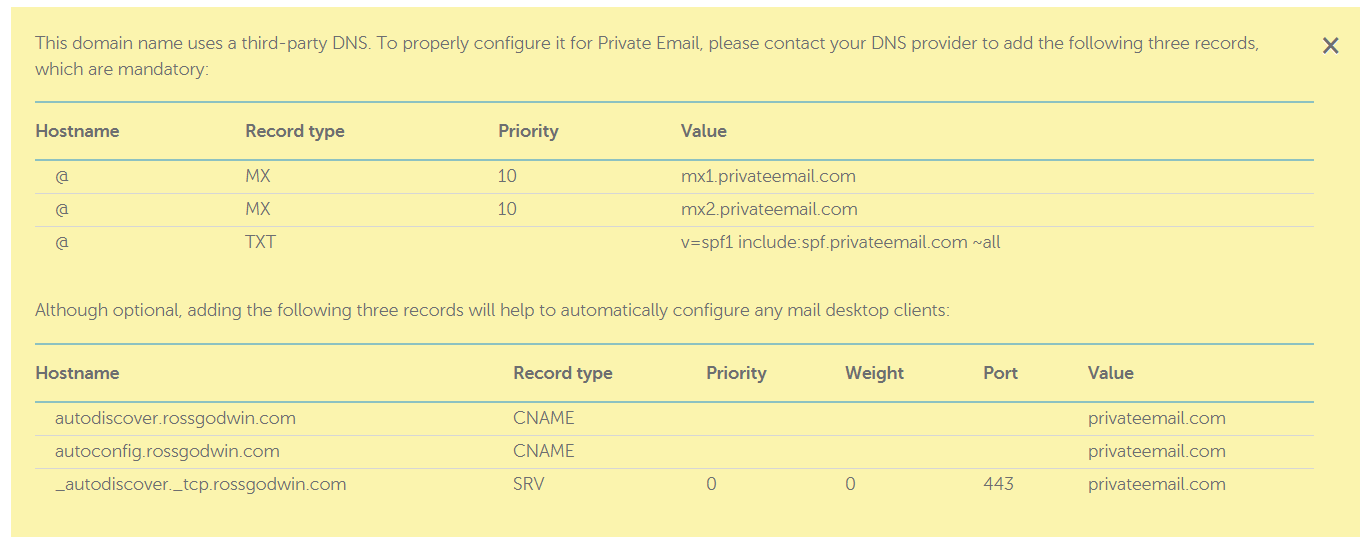 This domain name uses a third-party DNS. To properly configure it for Private Email, please contact your DNS provider to add the following three records,
which are mandatory:
Hostname Record type Priority Value
@ MX 10 mx1.privateemail.com
@ MX 10 mx2.privateemail.com
@ TXT v=spf1 include:spf.privateemail.com ~all
Although optional, adding the following three records will help to automatically configure any mail desktop clients:
Hostname Record type Priority Weight Port Value
autodiscover.rossgodwin.com CNAME privateemail.com
autoconfig.rossgodwin.com CNAME privateemail.com
_autodiscover._tcp.rossgodwin.com SRV 0 0 443 privateemail.com